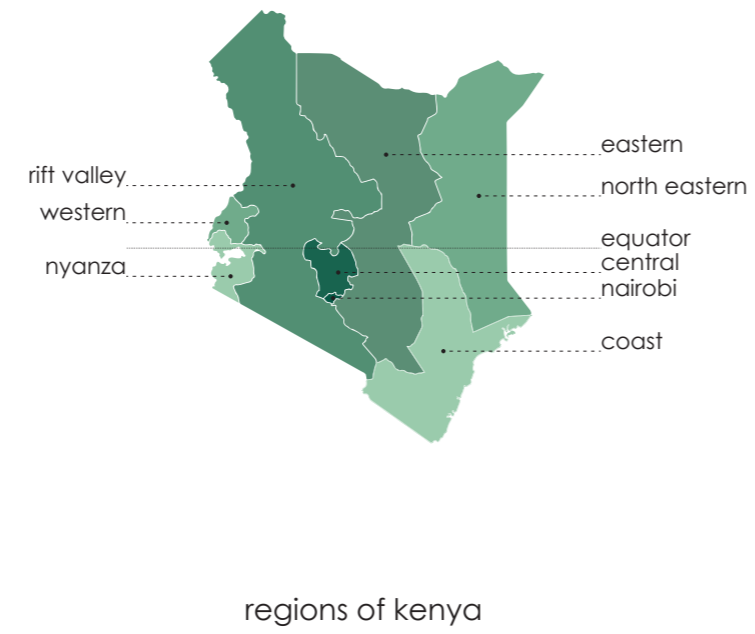 eastern
rift valley
north eastern
western
equator
central
nyanza
nairobi
coast
regions of kenya